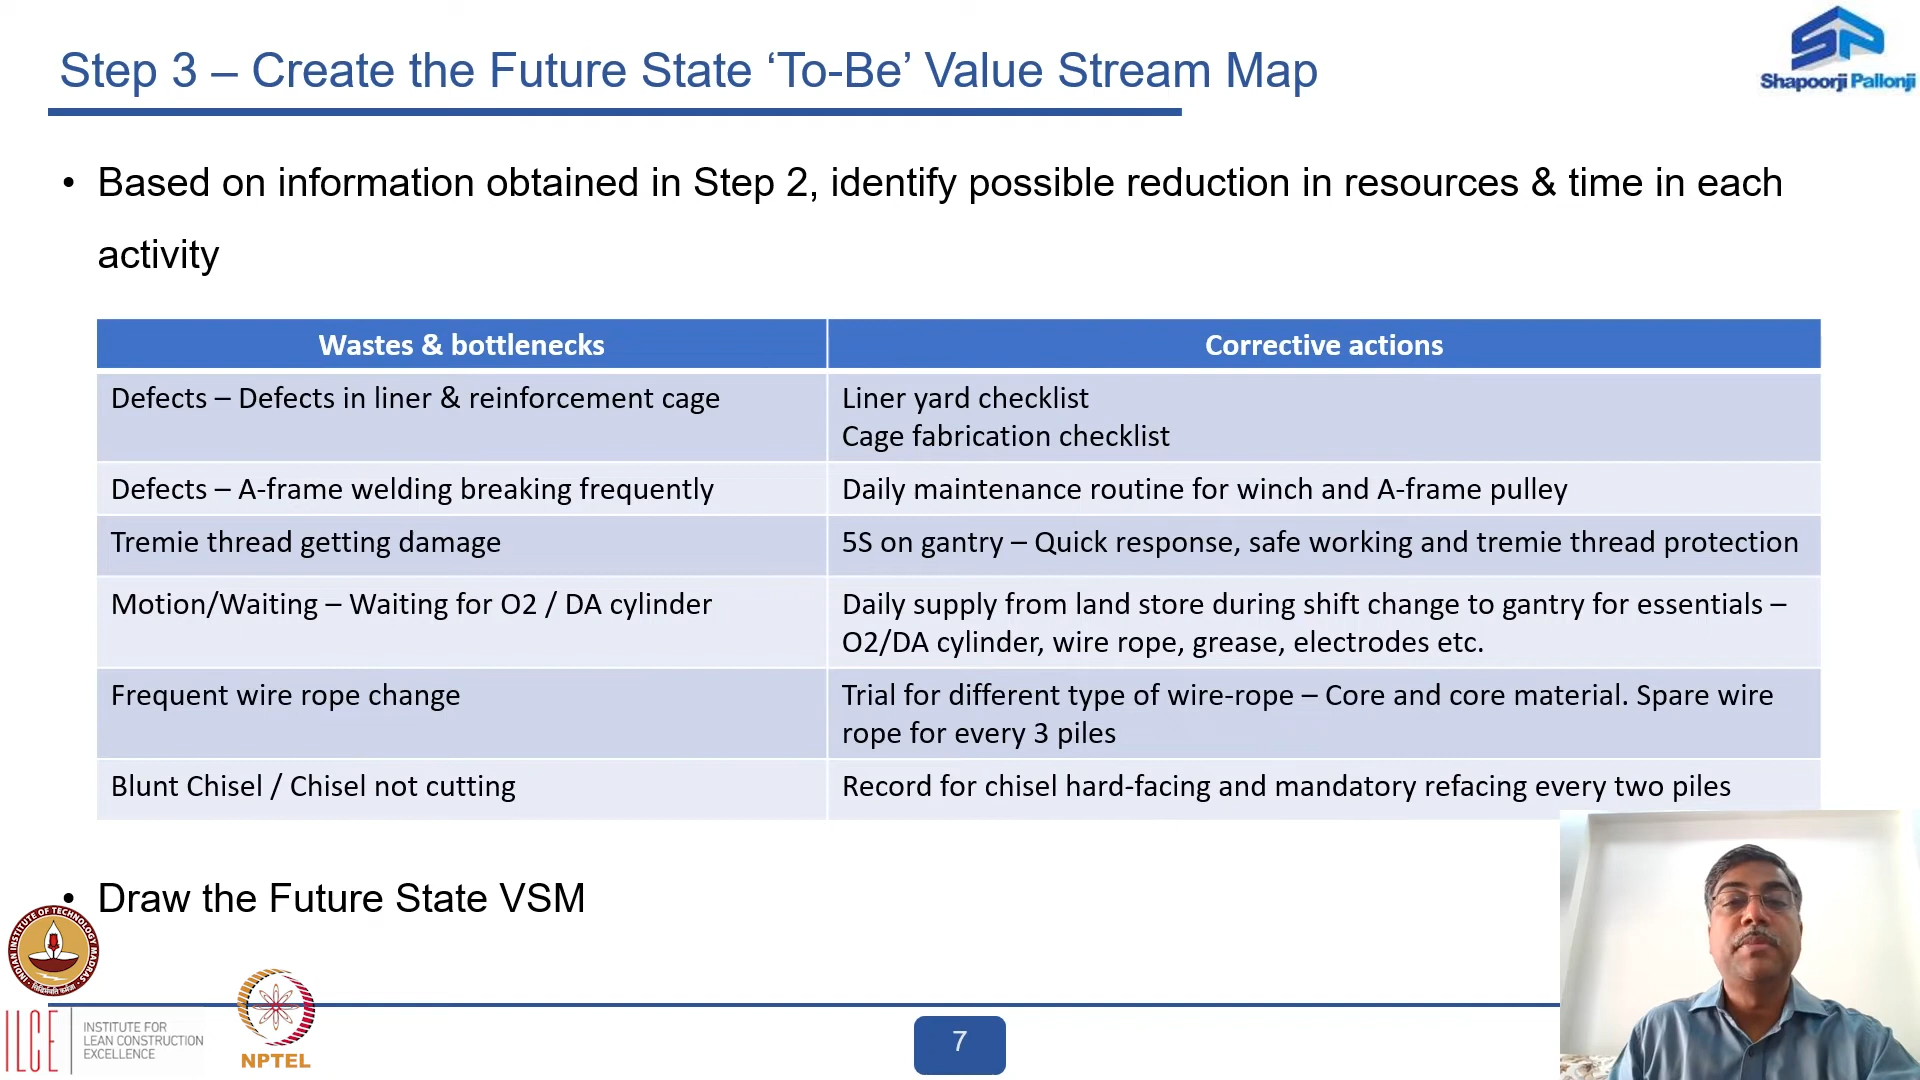 Step 3 – Create the Future State ‘To-Be’ Value Stream Map
Shapoorji Pallonji
• Based on information obtained in Step 2, identify possible reduction in resources & time in each
activity
Wastes & bottlenecks
Corrective actions
Defects – Defects in liner & reinforcement cage
Liner yard checklist
Cage fabrication checklist
Defects – A-frame welding breaking frequently
Daily maintenance routine for winch and A-frame pulley
Tremie thread getting damage
5S on gantry – Quick response, safe working and tremie thread protection
Motion/Waiting – Waiting for O2 / DA cylinder
Daily supply from land store during shift change to gantry for essentials –
O2/DA cylinder, wire rope, grease, electrodes etc.
Frequent wire rope change
Trial for different type of wire-rope – Core and core material. Spare wire
rope for every 3 piles
Blunt Chisel / Chisel not cutting
Record for chisel hard-facing and mandatory refacing every two piles
• Draw the Future State VSM
INDIAN INSTITUTE OF TECHNOLOGY MADRAS
ILCE
INSTITUTE FOR
LEAN CONSTRUCTION
EXCELLENCE
NPTEL
7